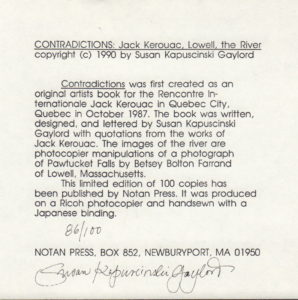 CONTRADICTIONS: Jack Kerouac, Lowell, the River
copyright (c) 1990 by Susan Kapuscinski Gaylord
Contradictions was first created as an
original artists book for the Rencontre In-
ternationale Jack Kerouac in Quebec City,
Quebec in October 1987. The book was written,
designed, and lettered by Susan Kapuscinski
Gaylord with quotations from the works of
Jack Kerouac. The images of the river are
photocopier manipulations of a photograph
of Pawtucket Falls by Betsey Bolton Farrand
of Lowell, Massachusetts.
This limited edition of 100 copies has
been published by Notan Press. It was produced
on a Ricoh photocopier and handsewn with a
Japanese binding.
86/100
NOTAN PRESS, BOX 852, NEWBURYPORT, MA 01950
Susan Kapuscinski Gaylord